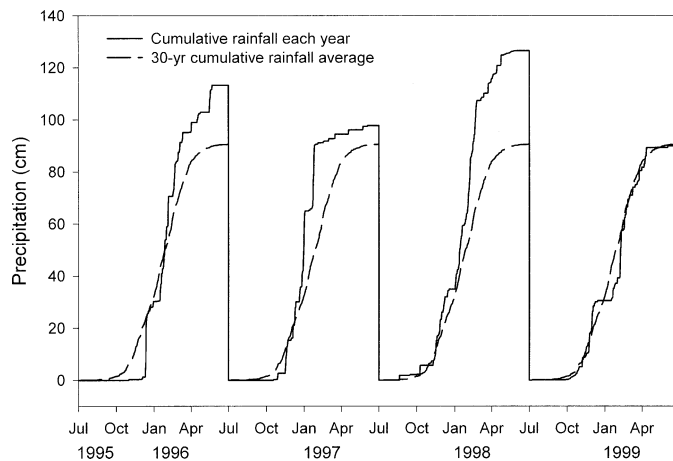 140
120
100
80
60
40
20
0
Precipitation (cm)
Cumulative rainfall each year
30-yr cumulative rainfall average
Jul Oct Jan Apr Jul Oct Jan Apr Jul Oct Jan Apr Jul Oct Jan Apr
1995 1996 1997 1998 1999